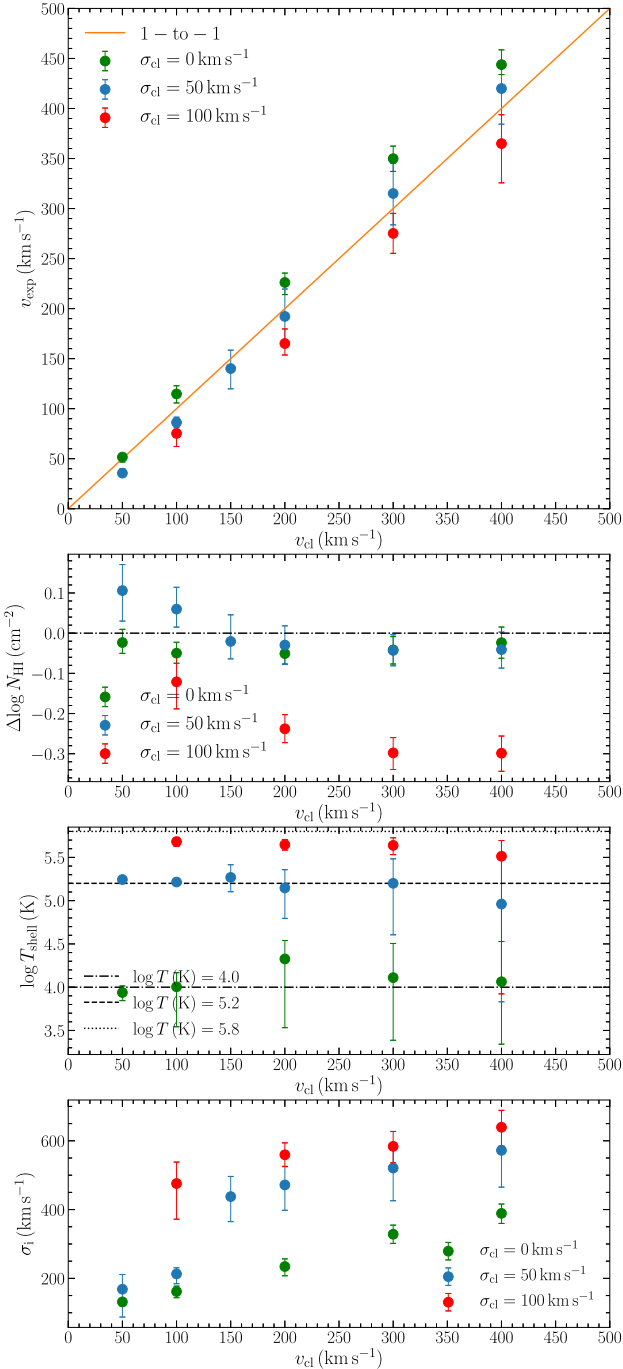 500
450
400
350
300
250
200
150
100
50
0
v_exp (km s⁻¹)
1 − to − 1
σ_cl = 0 km s⁻¹
σ_cl = 50 km s⁻¹
σ_cl = 100 km s⁻¹
0 50 100 150 200 250 300 350 400 450 500
v_cl (km s⁻¹)
0.1
0.0
−0.1
−0.2
−0.3
Δlog N_HI (cm⁻²)
σ_cl = 0 km s⁻¹
σ_cl = 50 km s⁻¹
σ_cl = 100 km s⁻¹
0 50 100 150 200 250 300 350 400 450 500
v_cl (km s⁻¹)
5.5
5.0
4.5
4.0
3.5
log T_shell (K)
log T (K) = 4.0
log T (K) = 5.2
log T (K) = 5.8
0 50 100 150 200 250 300 350 400 450 500
v_cl (km s⁻¹)
600
400
200
σ_i (km s⁻¹)
σ_cl = 0 km s⁻¹
σ_cl = 50 km s⁻¹
σ_cl = 100 km s⁻¹
0 50 100 150 200 250 300 350 400 450 500
v_cl (km s⁻¹)